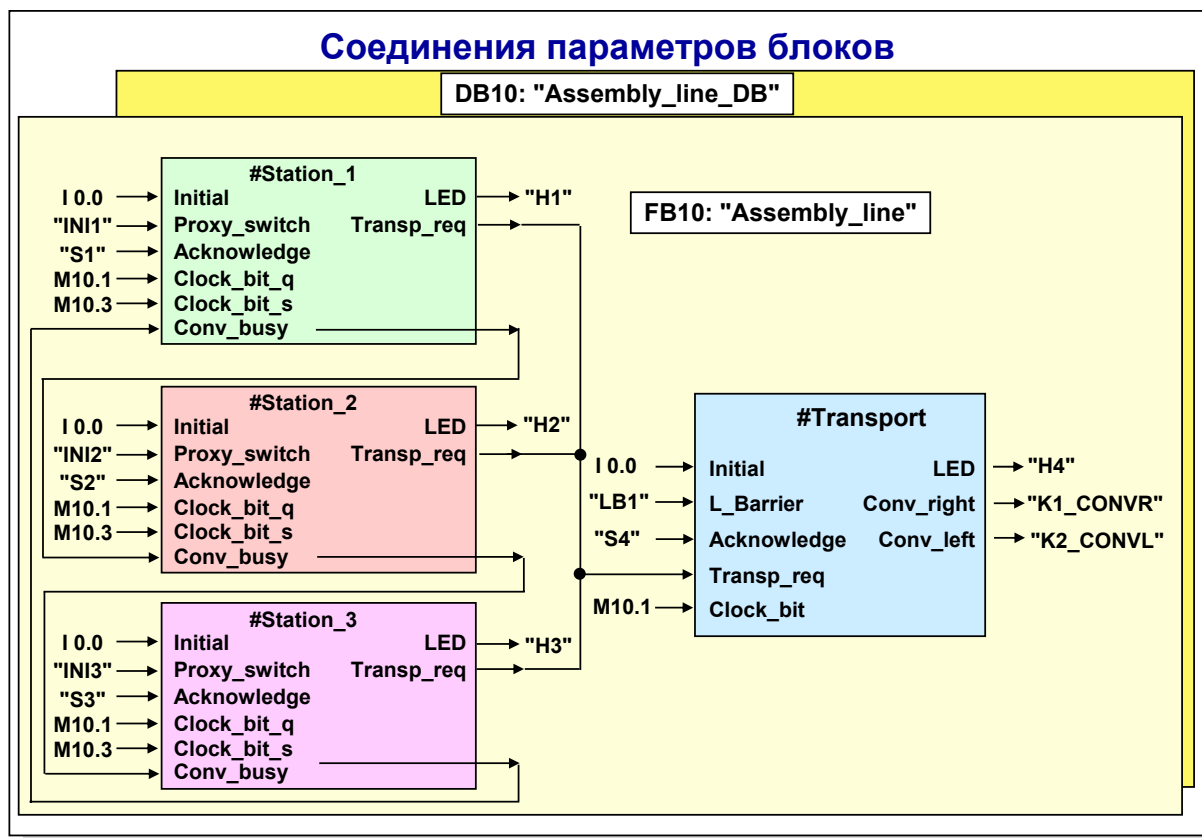 Соединения параметров блоков
DB10: "Assembly_line_DB"
FB10: "Assembly_line"
#Station_1
I 0.0 Initial LED "H1"
"INI1" Proxy_switch Transp_req
"S1" Acknowledge
M10.1 Clock_bit_q
M10.3 Clock_bit_s
Conv_busy
#Station_2
I 0.0 Initial LED "H2"
"INI2" Proxy_switch Transp_req
"S2" Acknowledge
M10.1 Clock_bit_q
M10.3 Clock_bit_s
Conv_busy
#Station_3
I 0.0 Initial LED "H3"
"INI3" Proxy_switch Transp_req
"S3" Acknowledge
M10.1 Clock_bit_q
M10.3 Clock_bit_s
Conv_busy
#Transport
I 0.0 Initial LED "H4"
"LB1" L_Barrier Conv_right "K1_CONVR"
"S4" Acknowledge Conv_left "K2_CONVL"
Transp_req
M10.1 Clock_bit